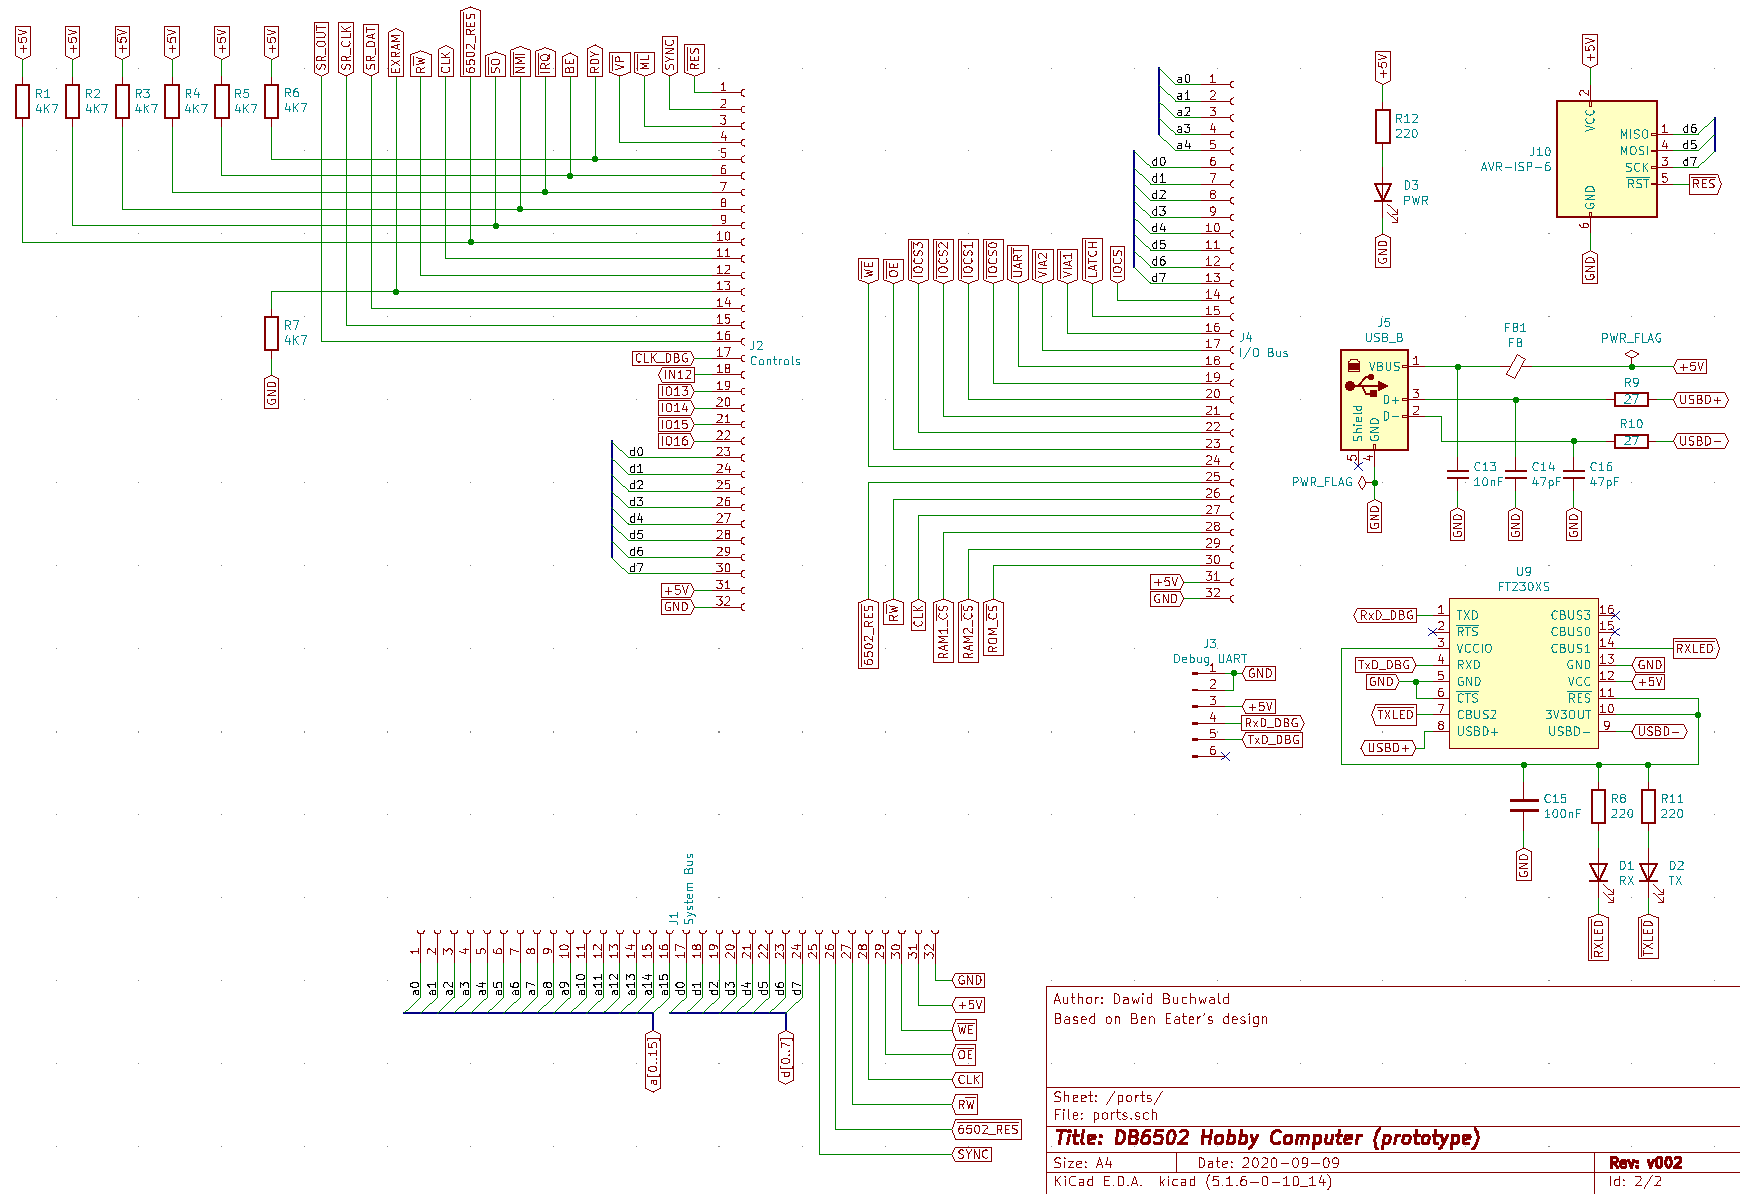 +5V
+5V
+5V
+5V
+5V
+5V
R1
4K7
R2
4K7
R3
4K7
R4
4K7
R5
4K7
R6
4K7
SR_OUT
SR_CLK
SR_DAT
EXRAM
RW
CLK
6502_RES
SO
NMI
IRQ
BE
RDY
VP
ML
SYNC
RES
1
2
3
4
5
6
7
8
9
10
11
12
13
14
15
16
17
18
19
20
21
22
23
24
25
26
27
28
29
30
31
32
J2
Controls
R7
4K7
GND
CLK_DBG
IN12
IO13
IO14
IO15
IO16
d0
d1
d2
d3
d4
d5
d6
d7
+5V
GND
a0
a1
a2
a3
a4
d0
d1
d2
d3
d4
d5
d6
d7
1
2
3
4
5
6
7
8
9
10
11
12
13
14
15
16
17
18
19
20
21
22
23
24
25
26
27
28
29
30
31
32
J4
I/O Bus
WE
OE
IOCS3
IOCS2
IOCS1
IOCS0
UART
VIA2
VIA1
LATCH
IOCS
6502_RES
RW
CLK
RAM1_CS
RAM2_CS
ROM_CS
+5V
GND
J3
Debug UART
1
2
3
4
5
6
GND
+5V
RxD_DBG
TxD_DBG
+5V
R12
220
D3
PWR
GND
+5V
2
VCC
J10
AVR-ISP-6
MISO 1 d6
MOSI 4 d5
SCK 3 d7
RST 5 RES
GND
6
GND
J5
USB_B
VBUS 1
D+ 3
D- 2
Shield
GND
5
4
PWR_FLAG
GND
FB1
FB
PWR_FLAG
+5V
R9
27
USBD+
R10
27
USBD-
C13
10nF
C14
47pF
C16
47pF
GND
GND
GND
U9
FT230XS
RxD_DBG 1 TXD
2 RTS
3 VCCIO
TxD_DBG 4 RXD
GND 5 GND
6 CTS
TXLED 7 CBUS2
USBD+ 8 USBD+
CBUS3 16
CBUS0 15
CBUS1 14 RXLED
GND 13 GND
VCC 12 +5V
RES 11
3V3OUT 10
USBD- 9 USBD-
C15
100nF
GND
R8
220
R11
220
D1
RX
D2
TX
RXLED
TXLED
J1
System Bus
1
2
3
4
5
6
7
8
9
10
11
12
13
14
15
16
17
18
19
20
21
22
23
24
25
26
27
28
29
30
31
32
a0
a1
a2
a3
a4
a5
a6
a7
a8
a9
a10
a11
a12
a13
a14
a15
d0
d1
d2
d3
d4
d5
d6
d7
a[0..15]
d[0..7]
GND
+5V
WE
OE
CLK
RW
6502_RES
SYNC
Author: Dawid Buchwald
Based on Ben Eater's design
Sheet: /ports/
File: ports.sch
Title: DB6502 Hobby Computer (prototype)
Size: A4 Date: 2020-09-09 Rev: v002
KiCad E.D.A. kicad (5.1.6-0-10_14) Id: 2/2